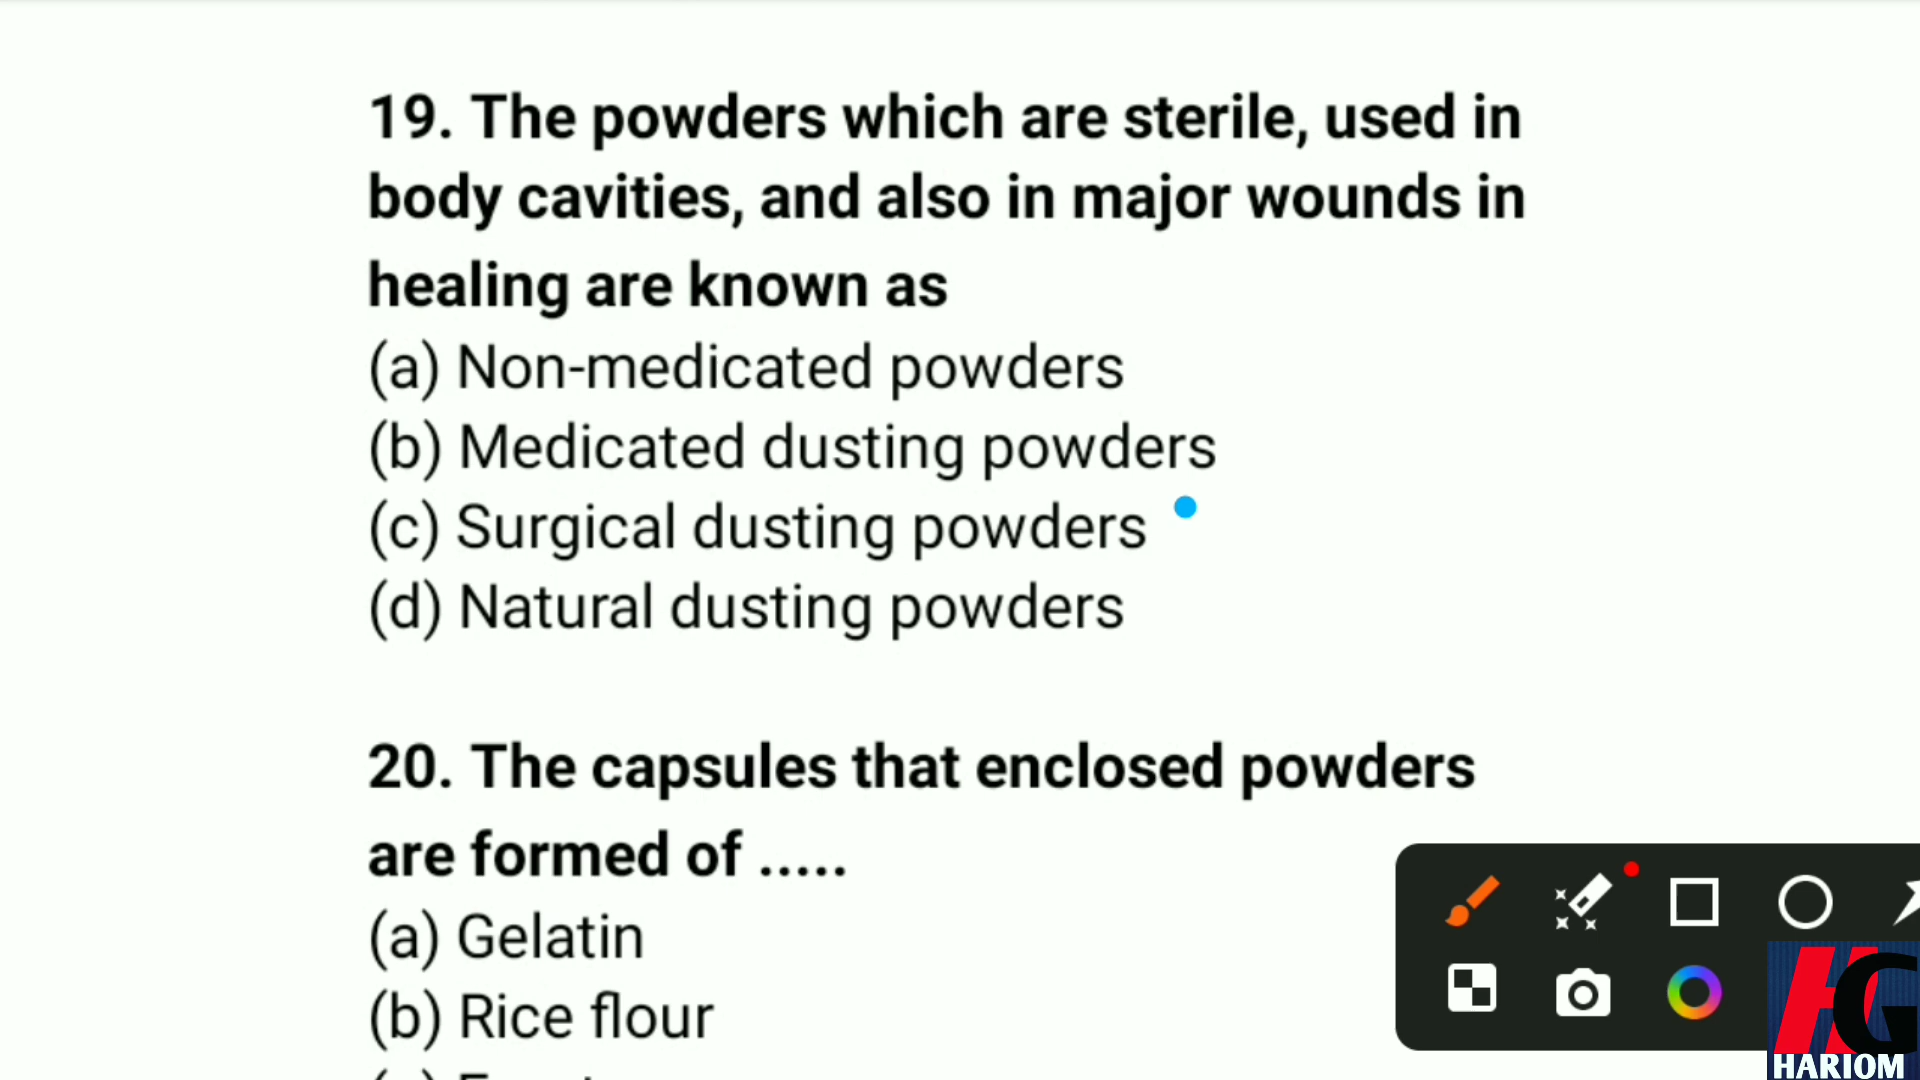 19. The powders which are sterile, used in
body cavities, and also in major wounds in
healing are known as
(a) Non-medicated powders
(b) Medicated dusting powders
(c) Surgical dusting powders
(d) Natural dusting powders
20. The capsules that enclosed powders
are formed of .....
(a) Gelatin
(b) Rice flour
HG
HARIOM